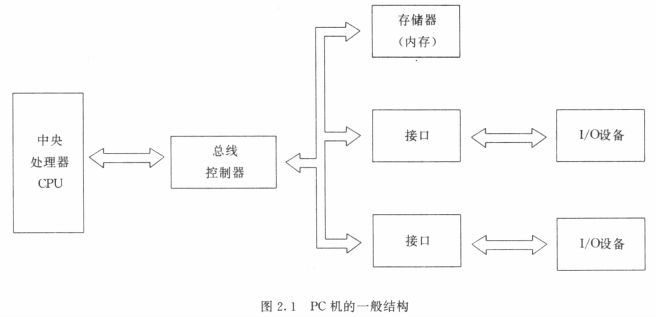 存储器
(内存)
中央
处理器
CPU
总线
控制器
接口
I/O设备
接口
I/O设备
图 2.1 PC 机的一般结构